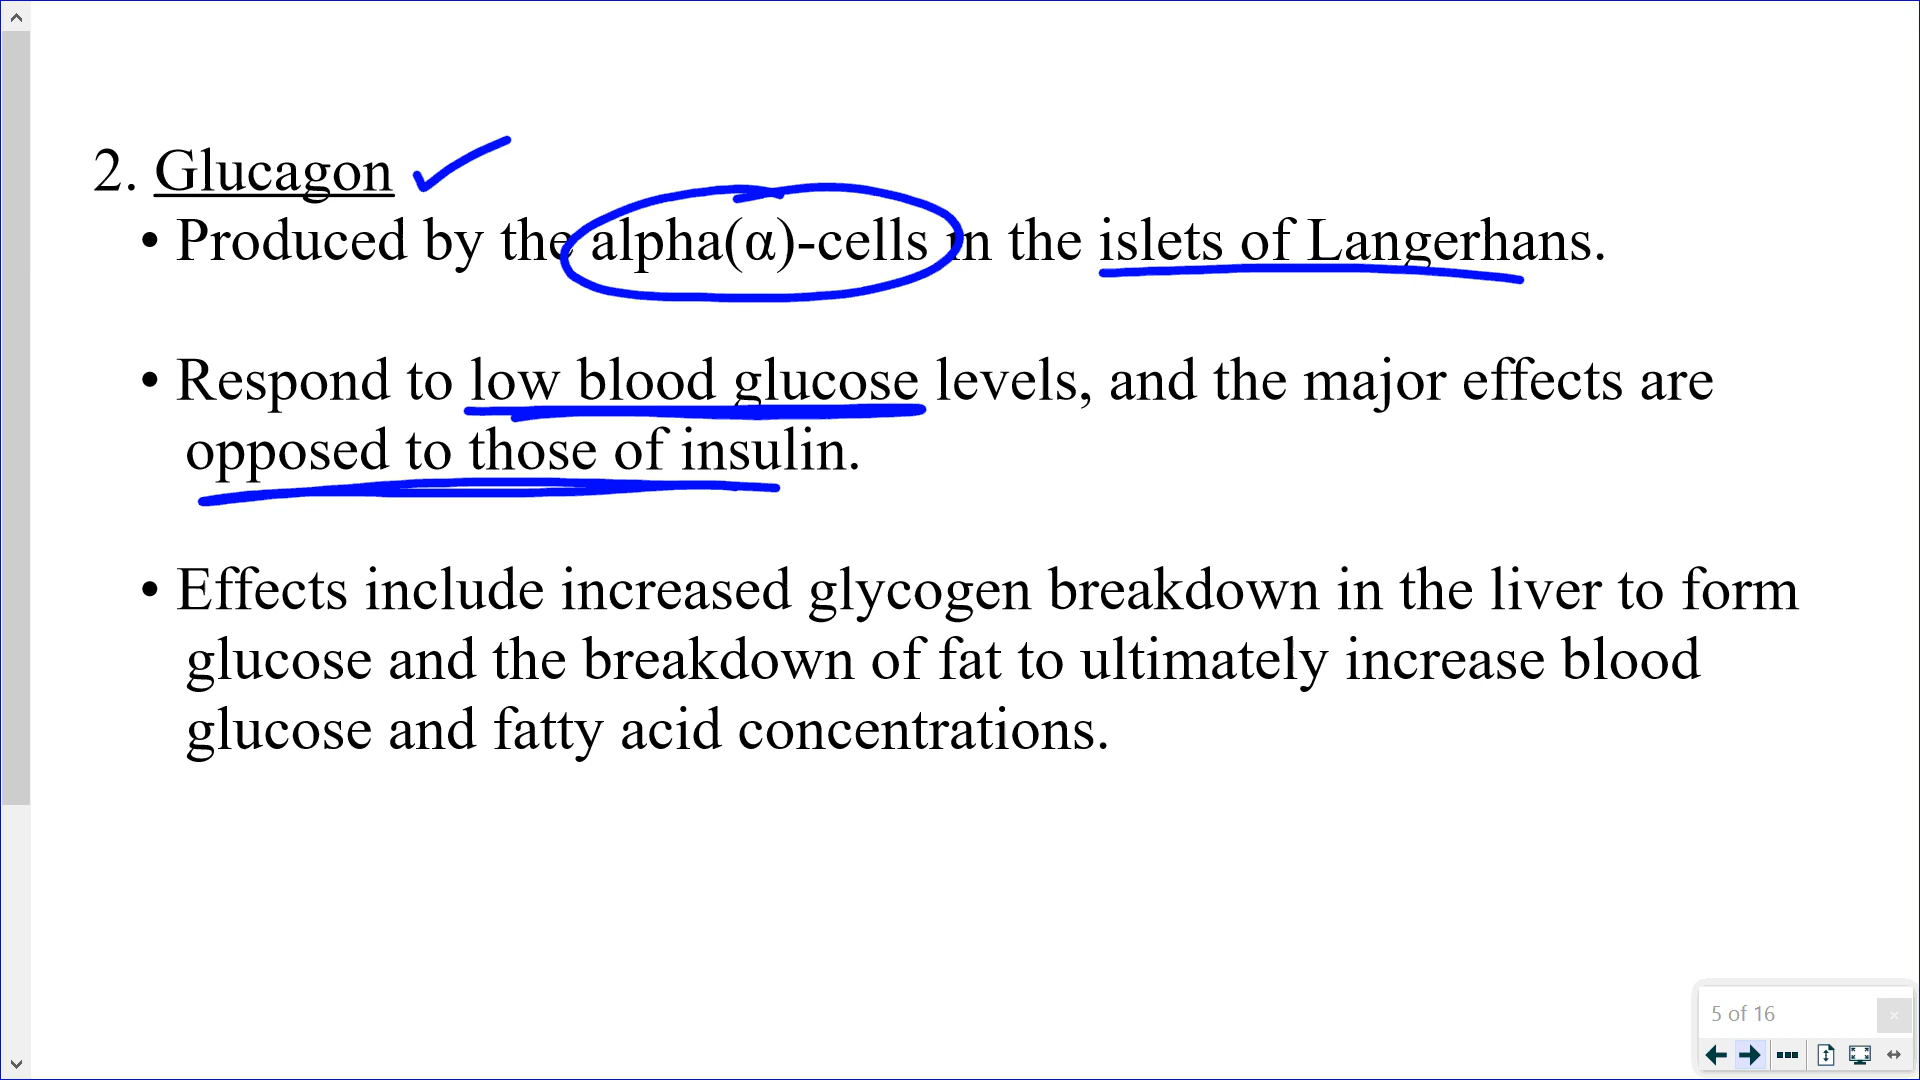 2. Glucagon
• Produced by the alpha(α)-cells in the islets of Langerhans.
• Respond to low blood glucose levels, and the major effects are
opposed to those of insulin.
• Effects include increased glycogen breakdown in the liver to form
glucose and the breakdown of fat to ultimately increase blood
glucose and fatty acid concentrations.
5 of 16